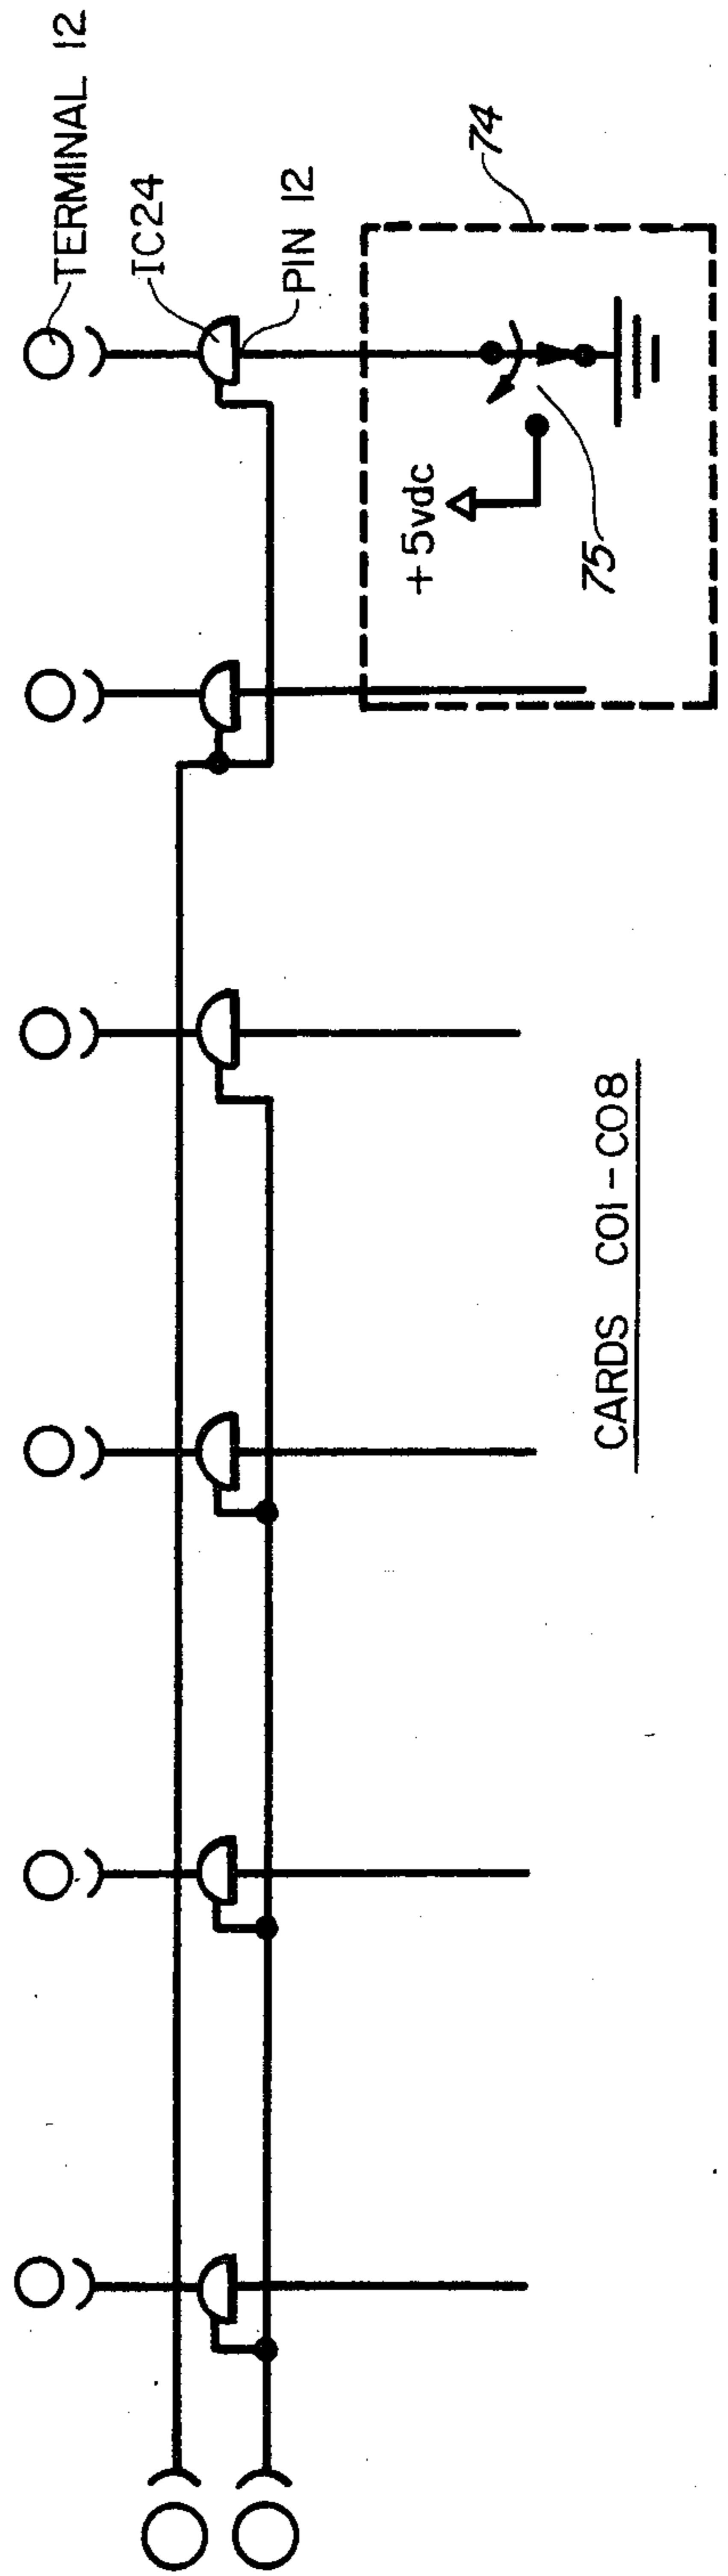 TERMINAL 12
IC24
PIN 12
74
+5vdc
75
CARDS C01-C08